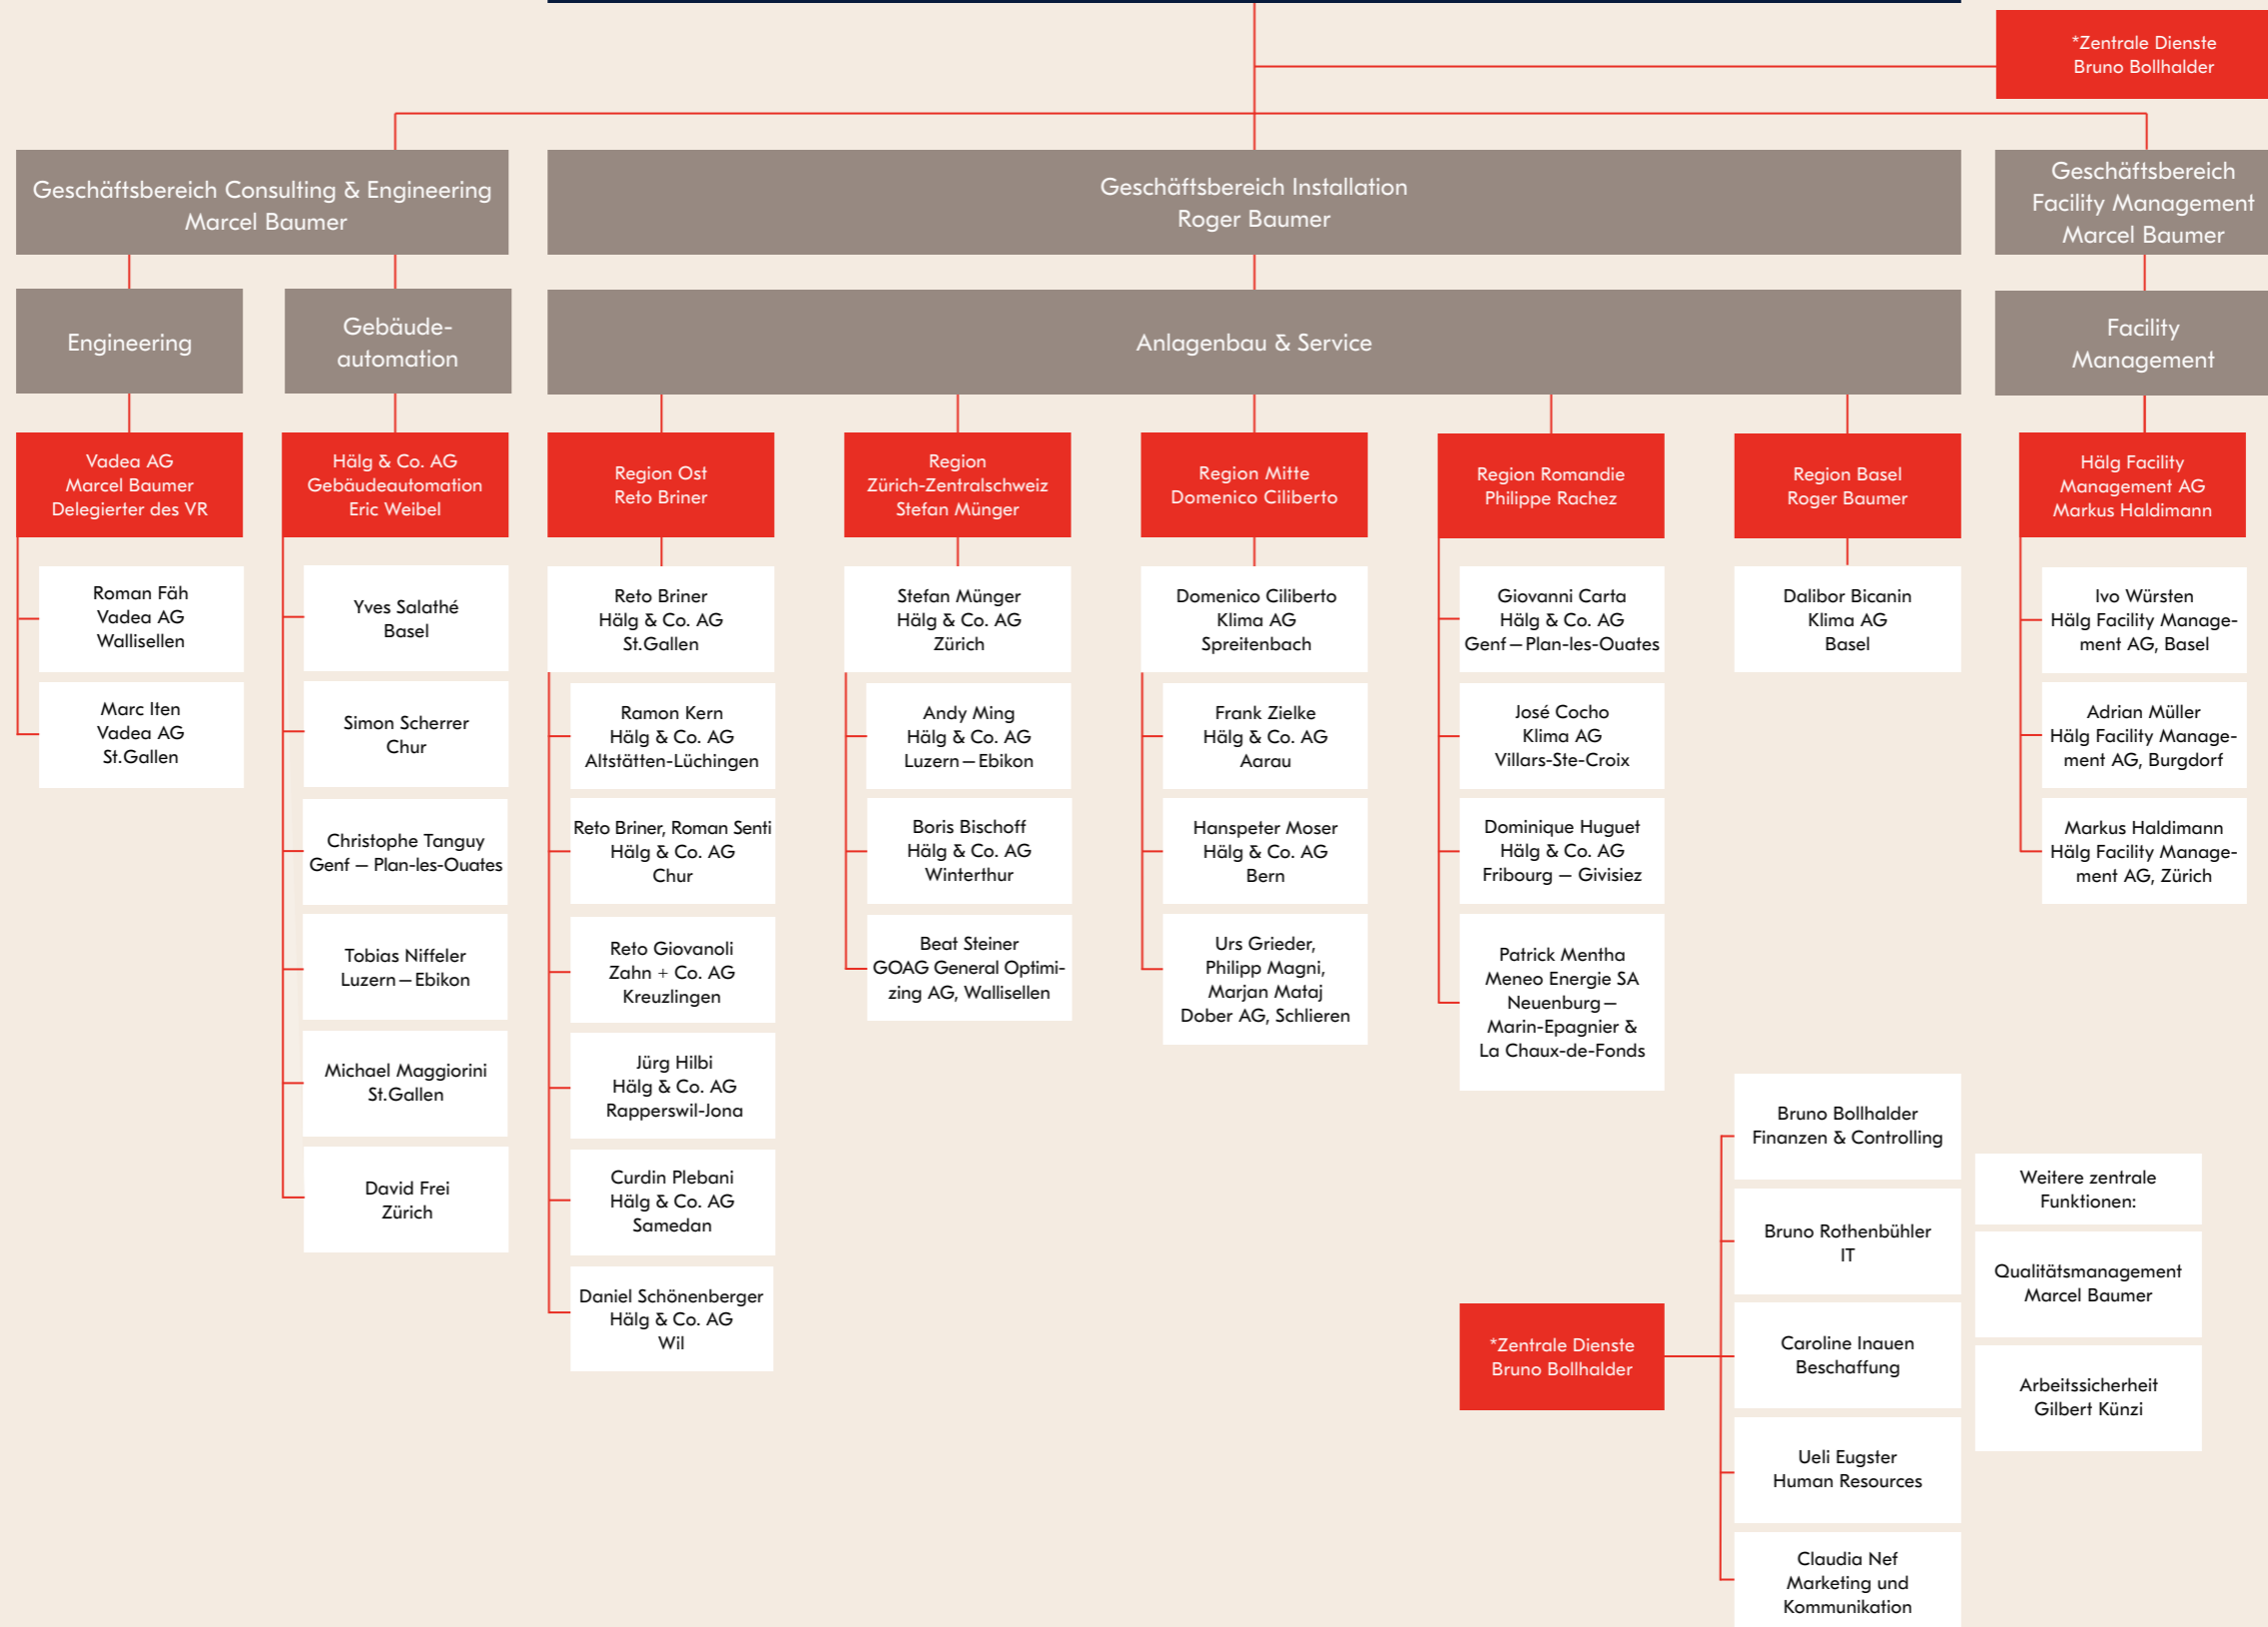 *Zentrale Dienste
Bruno Bollhalder
Geschäftsbereich Consulting & Engineering
Marcel Baumer
Geschäftsbereich Installation
Roger Baumer
Geschäftsbereich
Facility Management
Marcel Baumer
Engineering
Gebäude-
automation
Anlagenbau & Service
Facility
Management
Vadea AG
Marcel Baumer
Delegierter des VR
Roman Fäh
Vadea AG
Wallisellen
Marc Iten
Vadea AG
St.Gallen
Hälg & Co. AG
Gebäudeautomation
Eric Weibel
Yves Salathé
Basel
Simon Scherrer
Chur
Christophe Tanguy
Genf – Plan-les-Ouates
Tobias Niffeler
Luzern – Ebikon
Michael Maggiorini
St.Gallen
David Frei
Zürich
Region Ost
Reto Briner
Reto Briner
Hälg & Co. AG
St.Gallen
Ramon Kern
Hälg & Co. AG
Altstätten-Lüchingen
Reto Briner, Roman Senti
Hälg & Co. AG
Chur
Reto Giovanoli
Zahn + Co. AG
Kreuzlingen
Jürg Hilbi
Hälg & Co. AG
Rapperswil-Jona
Curdin Plebani
Hälg & Co. AG
Samedan
Daniel Schönenberger
Hälg & Co. AG
Wil
Region
Zürich-Zentralschweiz
Stefan Münger
Stefan Münger
Hälg & Co. AG
Zürich
Andy Ming
Hälg & Co. AG
Luzern – Ebikon
Boris Bischoff
Hälg & Co. AG
Winterthur
Beat Steiner
GOAG General Optimi-
zing AG, Wallisellen
Region Mitte
Domenico Ciliberto
Domenico Ciliberto
Klima AG
Spreitenbach
Frank Zielke
Hälg & Co. AG
Aarau
Hanspeter Moser
Hälg & Co. AG
Bern
Urs Grieder,
Philipp Magni,
Marjan Mataj
Dober AG, Schlieren
Region Romandie
Philippe Rachez
Giovanni Carta
Hälg & Co. AG
Genf – Plan-les-Ouates
José Cocho
Klima AG
Villars-Ste-Croix
Dominique Huguet
Hälg & Co. AG
Fribourg – Givisiez
Patrick Mentha
Meneo Energie SA
Neuenburg –
Marin-Epagnier &
La Chaux-de-Fonds
Region Basel
Roger Baumer
Dalibor Bicanin
Klima AG
Basel
Hälg Facility
Management AG
Markus Haldimann
Ivo Würsten
Hälg Facility Manage-
ment AG, Basel
Adrian Müller
Hälg Facility Manage-
ment AG, Burgdorf
Markus Haldimann
Hälg Facility Manage-
ment AG, Zürich
*Zentrale Dienste
Bruno Bollhalder
Bruno Bollhalder
Finanzen & Controlling
Bruno Rothenbühler
IT
Caroline Inauen
Beschaffung
Ueli Eugster
Human Resources
Claudia Nef
Marketing und
Kommunikation
Weitere zentrale
Funktionen:
Qualitätsmanagement
Marcel Baumer
Arbeitssicherheit
Gilbert Künzi